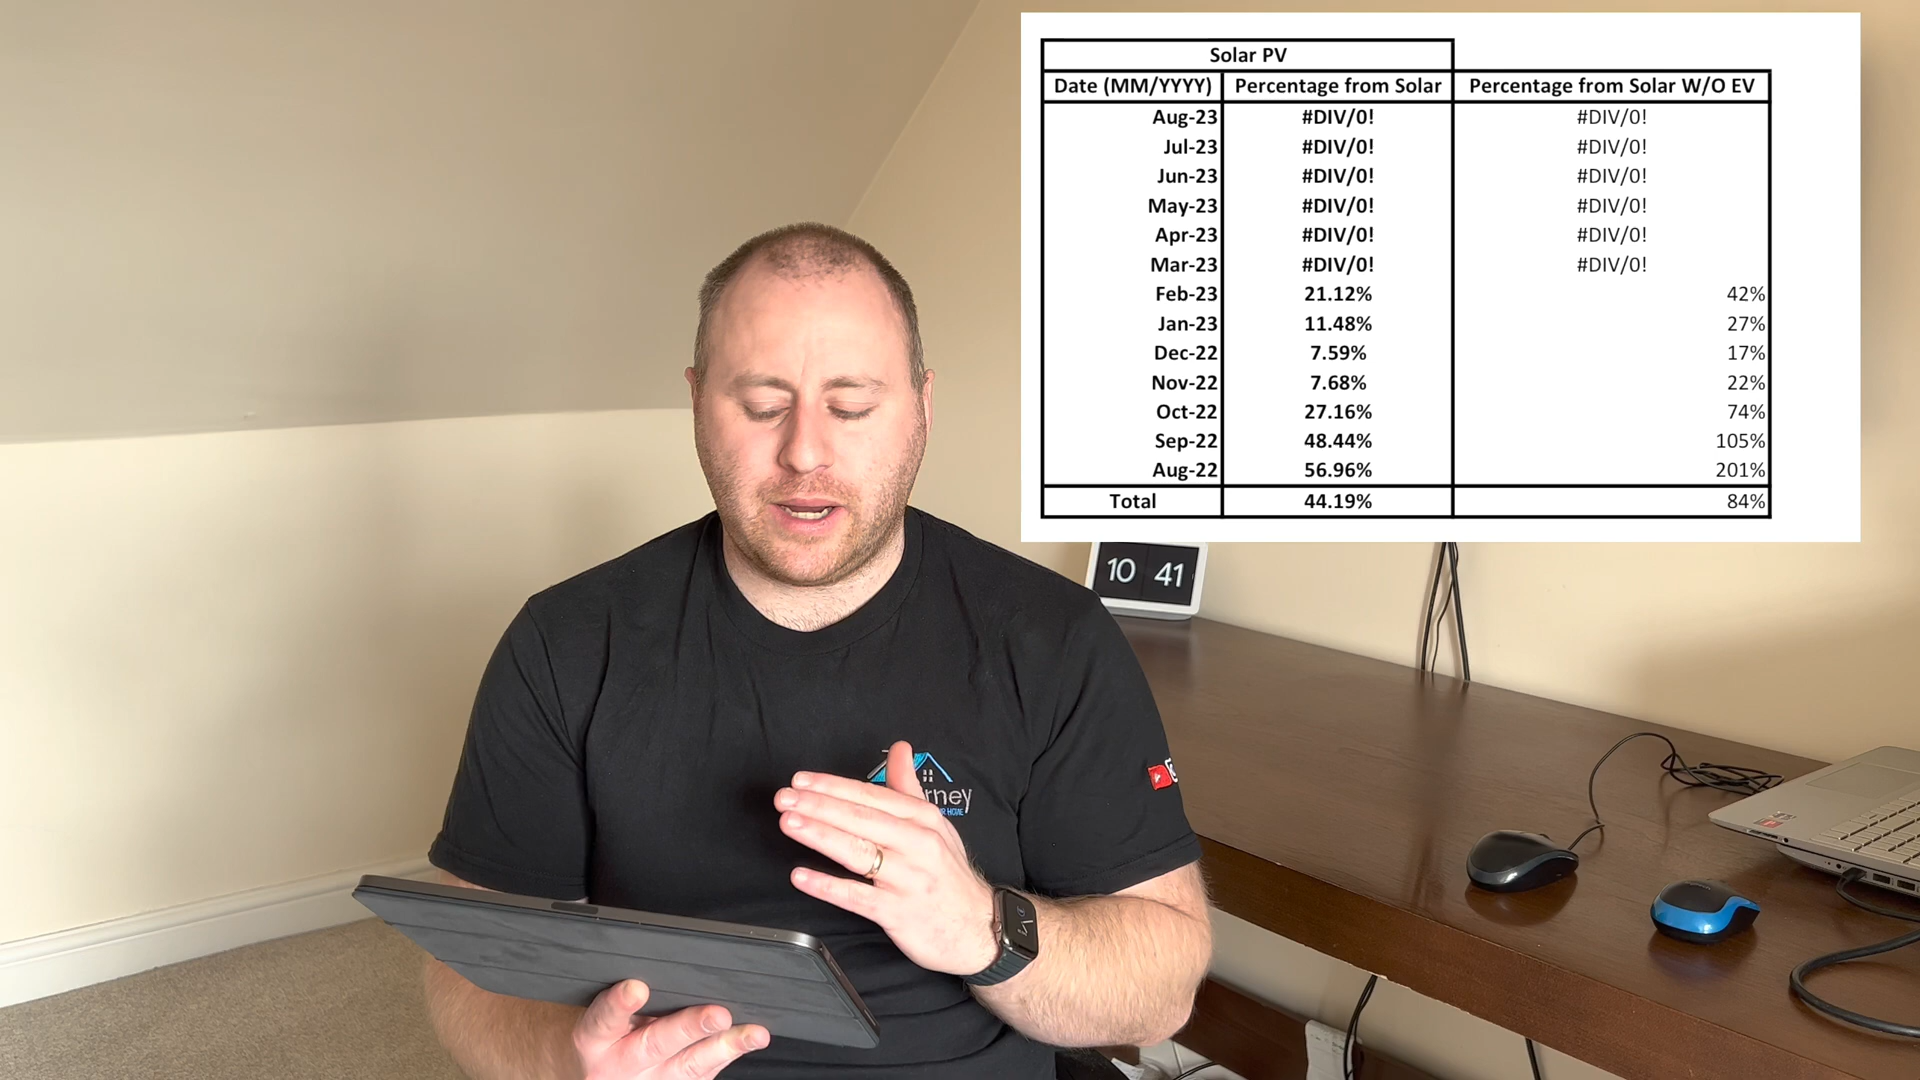 Solar PV
Date (MM/YYYY) Percentage from Solar Percentage from Solar W/O EV
Aug-23 #DIV/0! #DIV/0!
Jul-23 #DIV/0! #DIV/0!
Jun-23 #DIV/0! #DIV/0!
May-23 #DIV/0! #DIV/0!
Apr-23 #DIV/0! #DIV/0!
Mar-23 #DIV/0! #DIV/0!
Feb-23 21.12% 42%
Jan-23 11.48% 27%
Dec-22 7.59% 17%
Nov-22 7.68% 22%
Oct-22 27.16% 74%
Sep-22 48.44% 105%
Aug-22 56.96% 201%
Total 44.19% 84%
10 41